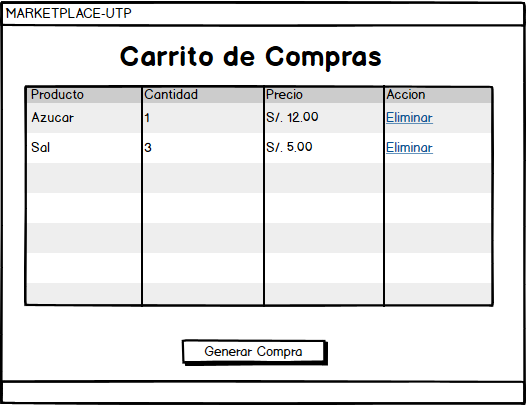 MARKETPLACE-UTP
Carrito de Compras
Producto Cantidad Precio Accion
Azucar 1 S/. 12.00 Eliminar
Sal 3 S/. 5.00 Eliminar
Generar Compra